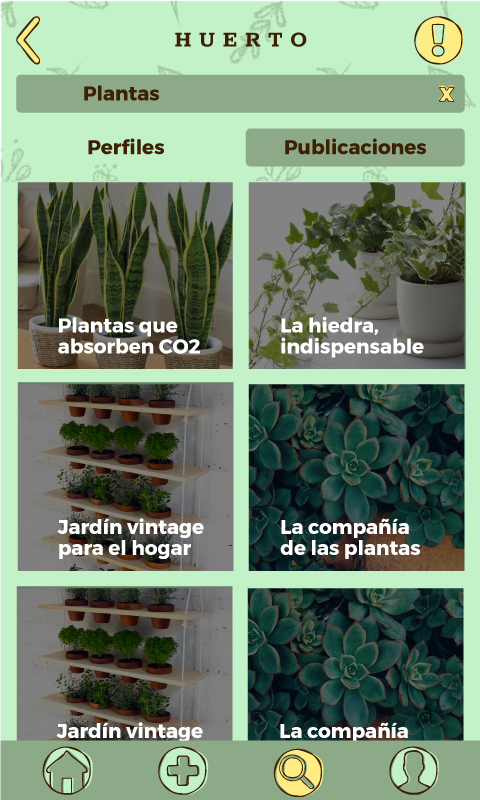 HUERTO
Plantas
X
Perfiles
Publicaciones
Plantas que
absorben CO2
La hiedra,
indispensable
Jardín vintage
para el hogar
La compañía
de las plantas
Jardín vintage
La compañía